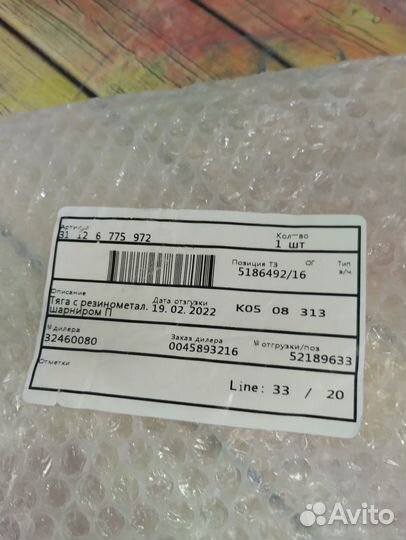 Артикул Кол-во
31 12 6 775 972 1 шт
Позиция ТЗ ОГ Тип
5186492/16 з/ч
Описание Дата отгузки
Тяга с резинометал. 19. 02. 2022 K05 08 313
шарниром П
№ дилера Заказ дилера № отгрузки/поз
32460080 0045893216 52189633
Отметки
Line: 33 / 20
Avito